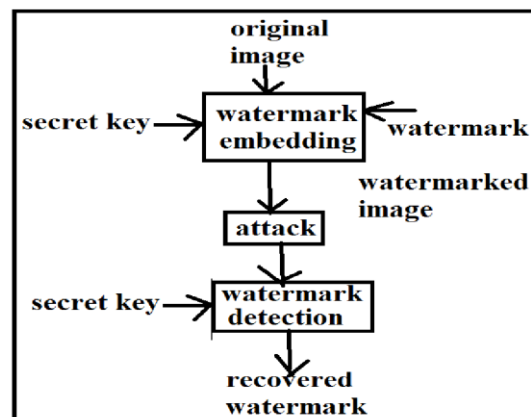 original
image
secret key
watermark
embedding
watermark
watermarked
image
attack
secret key
watermark
detection
recovered
watermark